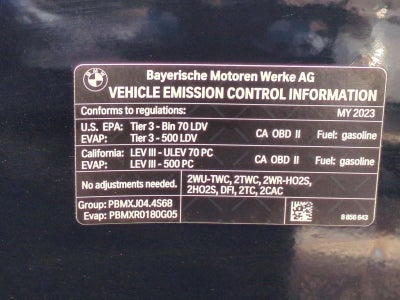 BMW
Bayerische Motoren Werke AG
VEHICLE EMISSION CONTROL INFORMATION
Conforms to regulations: MY 2023
U.S. EPA: Tier 3 - Bin 70 LDV CA OBD II Fuel: gasoline
EVAP: Tier 3 - 500 LDV
California: LEV III - ULEV 70 PC CA OBD II Fuel: gasoline
EVAP: LEV III - 500 PC
No adjustments needed. 2WU-TWC, 2TWC, 2WR-HO2S,
2HO2S, DFI, 2TC, 2CAC
Group: PBMXJ04.4S68
Evap: PBMXR0180G05
8 856 643